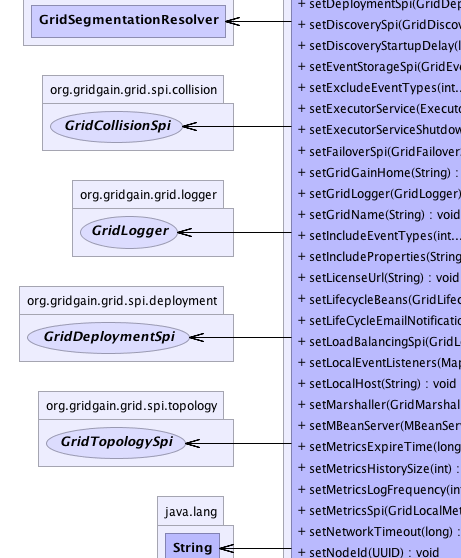 GridSegmentationResolver
org.gridgain.grid.spi.collision
GridCollisionSpi
org.gridgain.grid.logger
GridLogger
org.gridgain.grid.spi.deployment
GridDeploymentSpi
org.gridgain.grid.spi.topology
GridTopologySpi
java.lang
String
+ setDeploymentSpi(GridDep
+ setDiscoverySpi(GridDiscov
+ setDiscoveryStartupDelay(l
+ setEventStorageSpi(GridEv
+ setExcludeEventTypes(int...
+ setExecutorService(Execut
+ setExecutorServiceShutdow
+ setFailoverSpi(GridFailover
+ setGridGainHome(String) :
+ setGridLogger(GridLogger)
+ setGridName(String) : void
+ setIncludeEventTypes(int...
+ setIncludeProperties(String
+ setLicenseUrl(String) : void
+ setLifecycleBeans(GridLifec
+ setLifeCycleEmailNotificatio
+ setLoadBalancingSpi(GridL
+ setLocalEventListeners(Map
+ setLocalHost(String) : void
+ setMarshaller(GridMarshal
+ setMBeanServer(MBeanServ
+ setMetricsExpireTime(long
+ setMetricsHistorySize(int) :
+ setMetricsLogFrequency(in
+ setMetricsSpi(GridLocalMet
+ setNetworkTimeout(long) :
+ setNodeId(UUID) : void